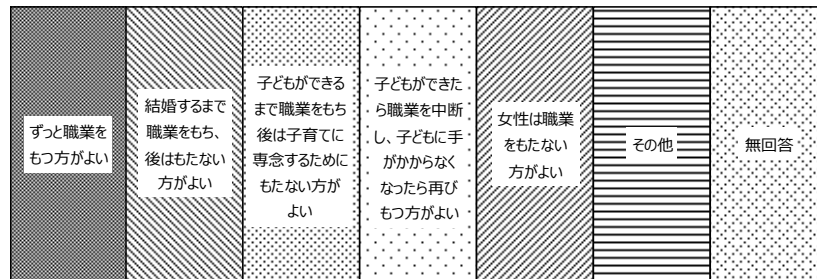 ずっと職業を
もつ方がよい
結婚するまで
職業をもち、
後はもたない
方がよい
子どもができる
まで職業をもち
後は子育てに
専念するために
もたない方が
よい
子どもができた
ら職業を中断
し、子どもに手
がかからなく
なったら再び
もつ方がよい
女性は職業
をもたない
方がよい
その他
無回答